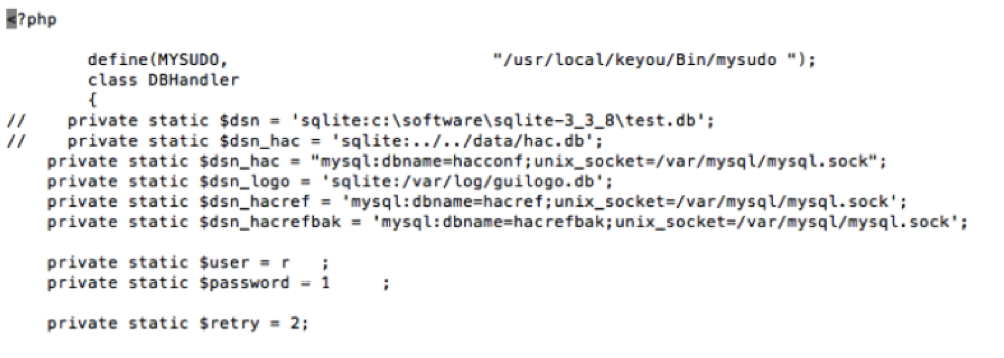 <?php
define(MYSUDO, "/usr/local/keyou/Bin/mysudo ");
class DBHandler
{
// private static $dsn = 'sqlite:c:\software\sqlite-3_3_8\test.db';
// private static $dsn_hac = 'sqlite:../../data/hac.db';
private static $dsn_hac = "mysql:dbname=hacconf;unix_socket=/var/mysql/mysql.sock";
private static $dsn_logo = 'sqlite:/var/log/guilogo.db';
private static $dsn_hacref = 'mysql:dbname=hacref;unix_socket=/var/mysql/mysql.sock';
private static $dsn_hacrefbak = 'mysql:dbname=hacrefbak;unix_socket=/var/mysql/mysql.sock';
private static $user = r ;
private static $password = 1 ;
private static $retry = 2;